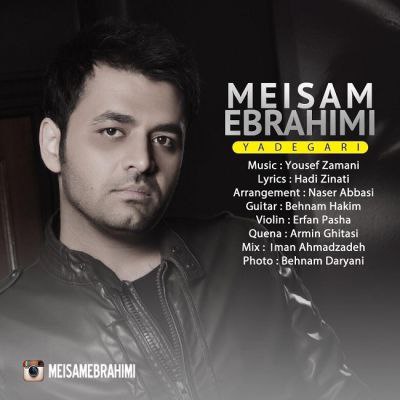 MEISAM
EBRAHIMI
YADEGARI
Music : Yousef Zamani
Lyrics : Hadi Zinati
Arrangement : Naser Abbasi
Guitar : Behnam Hakim
Violin : Erfan Pasha
Quena : Armin Ghitasi
Mix : Iman Ahmadzadeh
Photo : Behnam Daryani
MEISAMEBRAHIMI